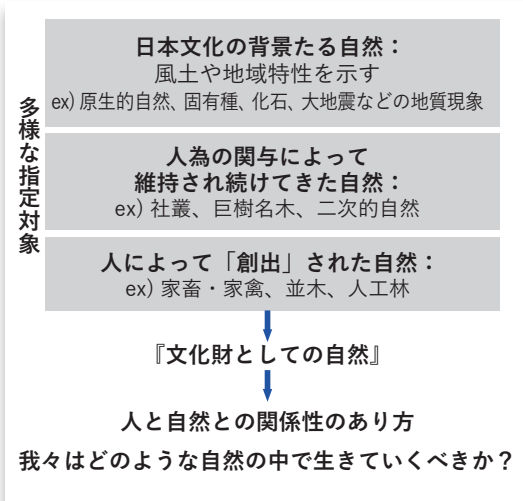 多様な指定対象
日本文化の背景たる自然：
風土や地域特性を示す
ex) 原生的自然、固有種、化石、大地震などの地質現象
人為の関与によって
維持され続けてきた自然：
ex) 社叢、巨樹名木、二次的自然
人によって「創出」された自然：
ex) 家畜・家禽、並木、人工林
『文化財としての自然』
人と自然との関係性のあり方
我々はどのような自然の中で生きていくべきか？